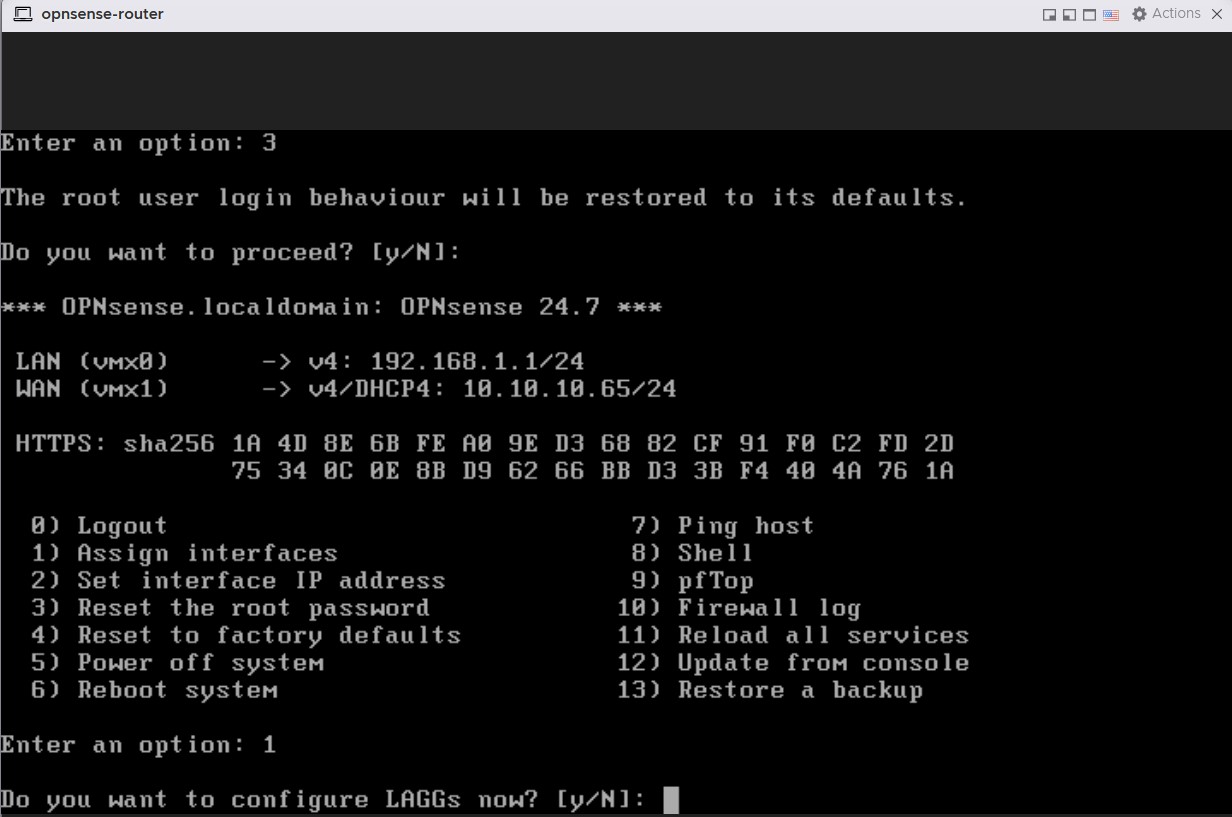 opnsense-router
Actions
Enter an option: 3
The root user login behaviour will be restored to its defaults.
Do you want to proceed? [y/N]:
*** OPNsense.localdomain: OPNsense 24.7 ***
LAN (vmx0) -> v4: 192.168.1.1/24
WAN (vmx1) -> v4/DHCP4: 10.10.10.65/24
HTTPS: sha256 1A 4D 8E 6B FE A0 9E D3 68 82 CF 91 F0 C2 FD 2D
75 34 0C 0E 8B D9 62 66 BB D3 3B F4 40 4A 76 1A
0) Logout 7) Ping host
1) Assign interfaces 8) Shell
2) Set interface IP address 9) pfTop
3) Reset the root password 10) Firewall log
4) Reset to factory defaults 11) Reload all services
5) Power off system 12) Update from console
6) Reboot system 13) Restore a backup
Enter an option: 1
Do you want to configure LAGGs now? [y/N]: